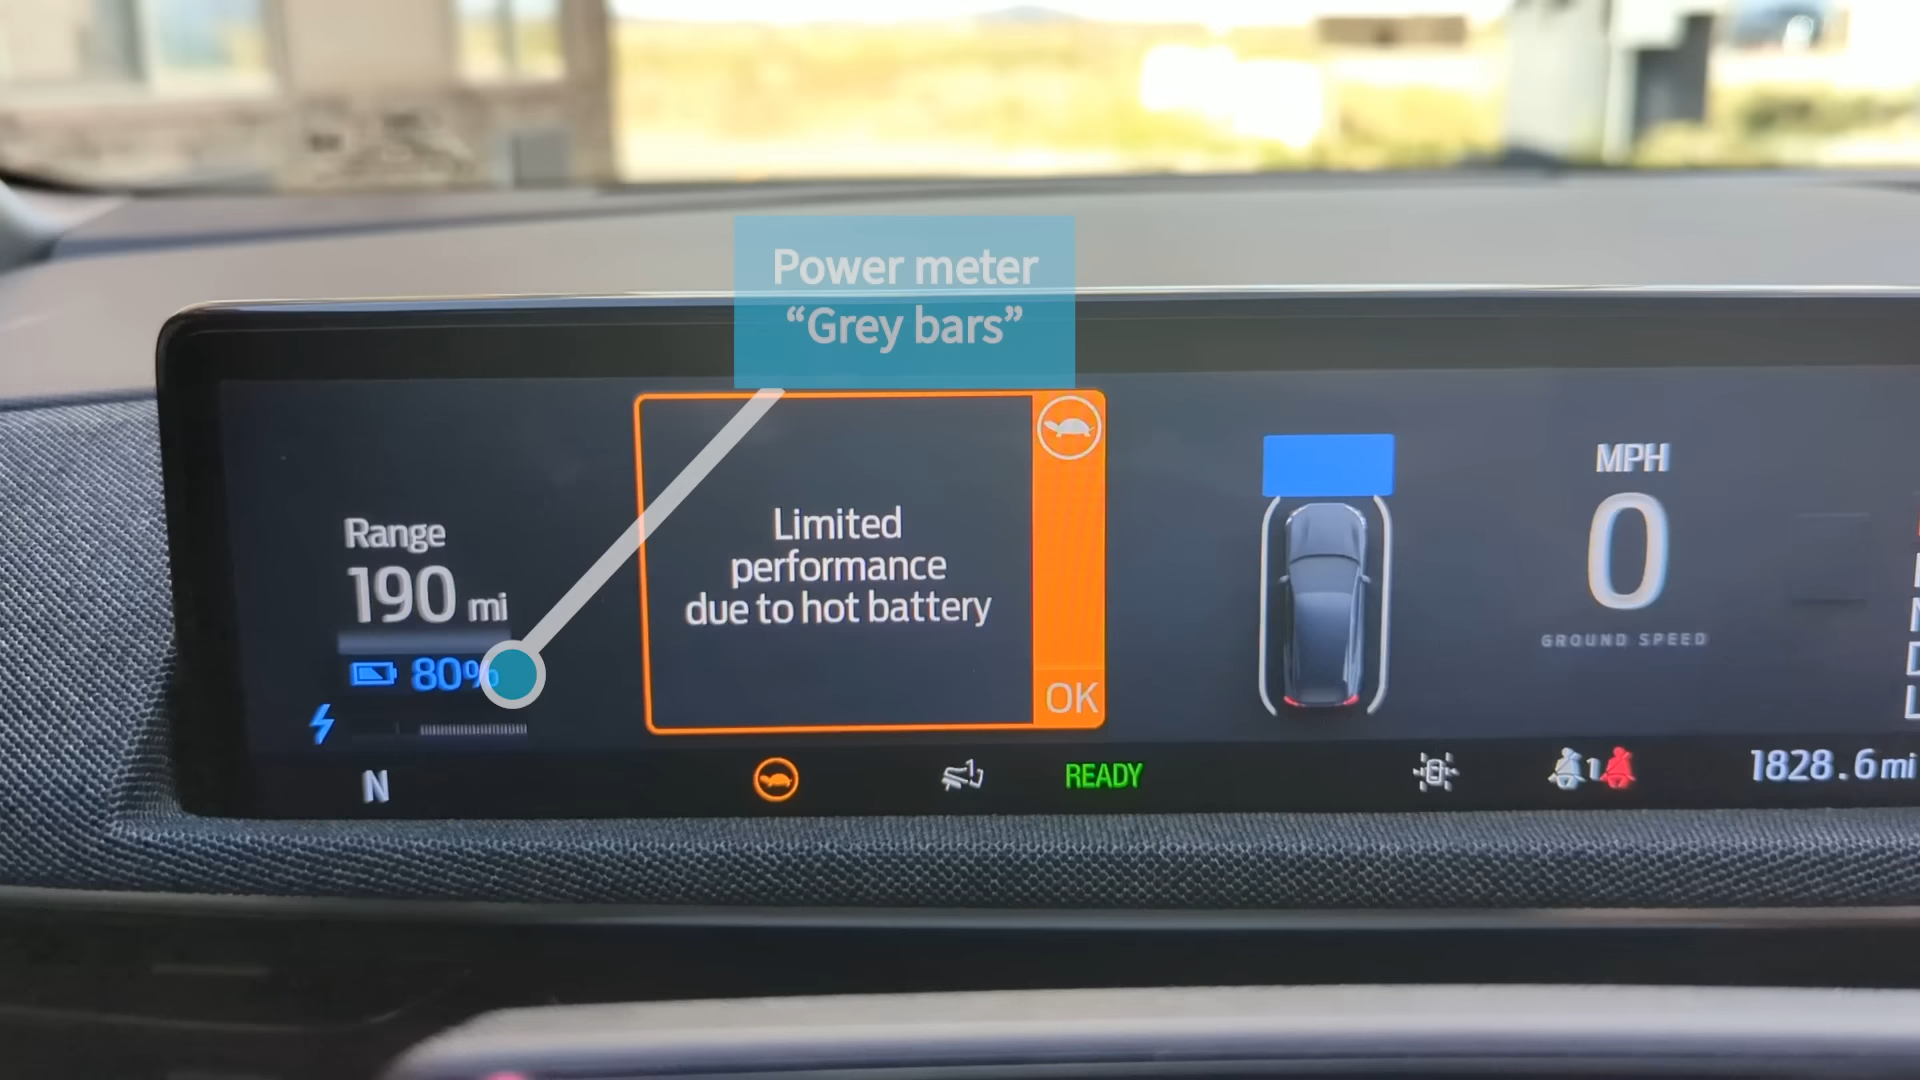 Power meter
“Grey bars”
Range
190 mi
80%
N
Limited
performance
due to hot battery
OK
1
READY
MPH
0
GROUND SPEED
1
1828.6mi